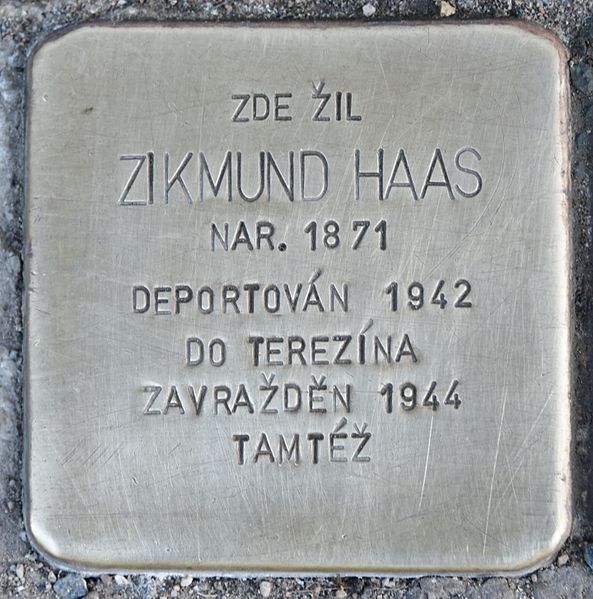 ZDE ŽIL
ZIKMUND HAAS
NAR. 1871
DEPORTOVÁN 1942
DO TEREZÍNA
ZAVRAŽDĚN 1944
TAMTÉŽ